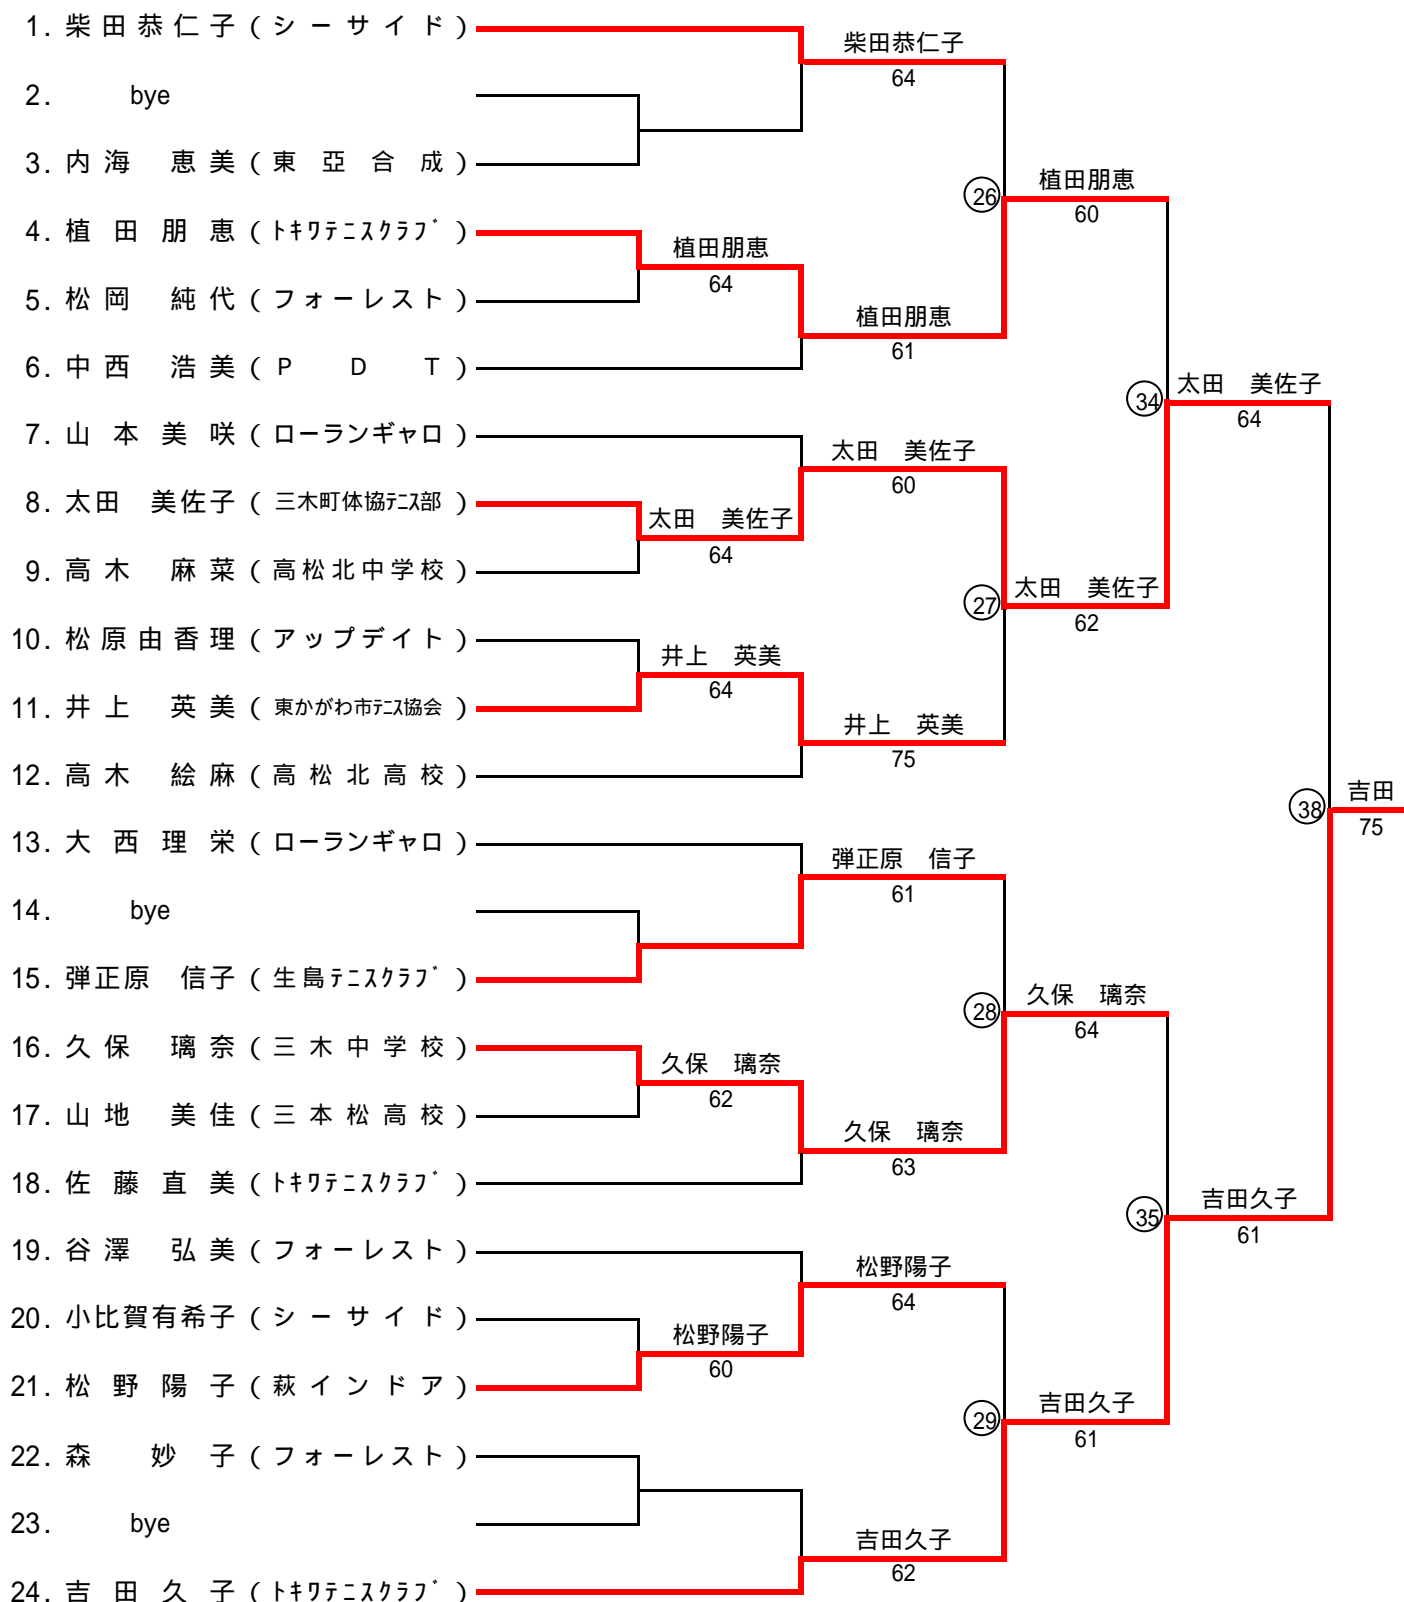 1. 柴田恭仁子 (シーサイド)
柴田恭仁子
64
2. bye
3. 内海 恵美 (東亞合成)
26
植田朋恵
60
4. 植田朋恵 (ﾄｷﾜﾃﾆｽｸﾗﾌﾞ)
植田朋恵
64
5. 松岡 純代 (フォーレスト)
植田朋恵
61
6. 中西 浩美 (P D T)
34
太田 美佐子
64
7. 山本美咲 (ローランギャロ)
太田 美佐子
60
8. 太田 美佐子 (三木町体協ﾃﾆｽ部)
太田 美佐子
64
9. 高木 麻菜 (高松北中学校)
27
太田 美佐子
62
10. 松原由香理 (アップデイト)
井上 英美
64
11. 井上 英美 (東かがわ市ﾃﾆｽ協会)
井上 英美
75
12. 高木 絵麻 (高松北高校)
38
吉田
75
13. 大西理栄 (ローランギャロ)
弾正原 信子
61
14. bye
15. 弾正原 信子 (生島ﾃﾆｽｸﾗﾌﾞ)
28
久保 璃奈
64
16. 久保 璃奈 (三木中学校)
久保 璃奈
62
17. 山地 美佳 (三本松高校)
久保 璃奈
63
18. 佐藤直美 (ﾄｷﾜﾃﾆｽｸﾗﾌﾞ)
35
吉田久子
61
19. 谷澤 弘美 (フォーレスト)
松野陽子
64
20. 小比賀有希子 (シーサイド)
松野陽子
60
21. 松野陽子 (萩インドア)
29
吉田久子
61
22. 森 妙子 (フォーレスト)
23. bye
吉田久子
62
24. 吉田久子 (ﾄｷﾜﾃﾆｽｸﾗﾌﾞ)